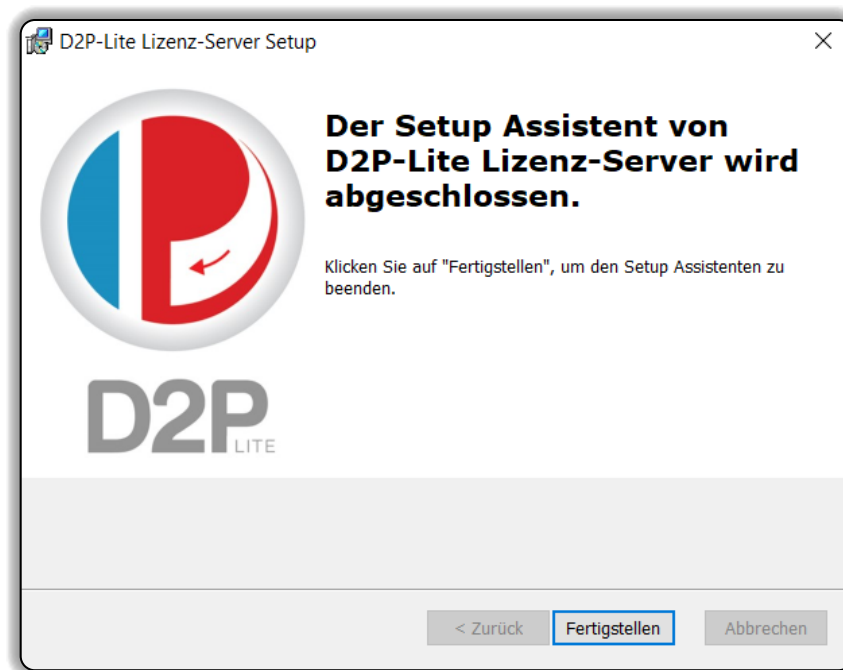 D2P-Lite Lizenz-Server Setup
Der Setup Assistent von
D2P-Lite Lizenz-Server wird
abgeschlossen.
Klicken Sie auf "Fertigstellen", um den Setup Assistenten zu
beenden.
D2P
LITE
< Zurück
Fertigstellen
Abbrechen